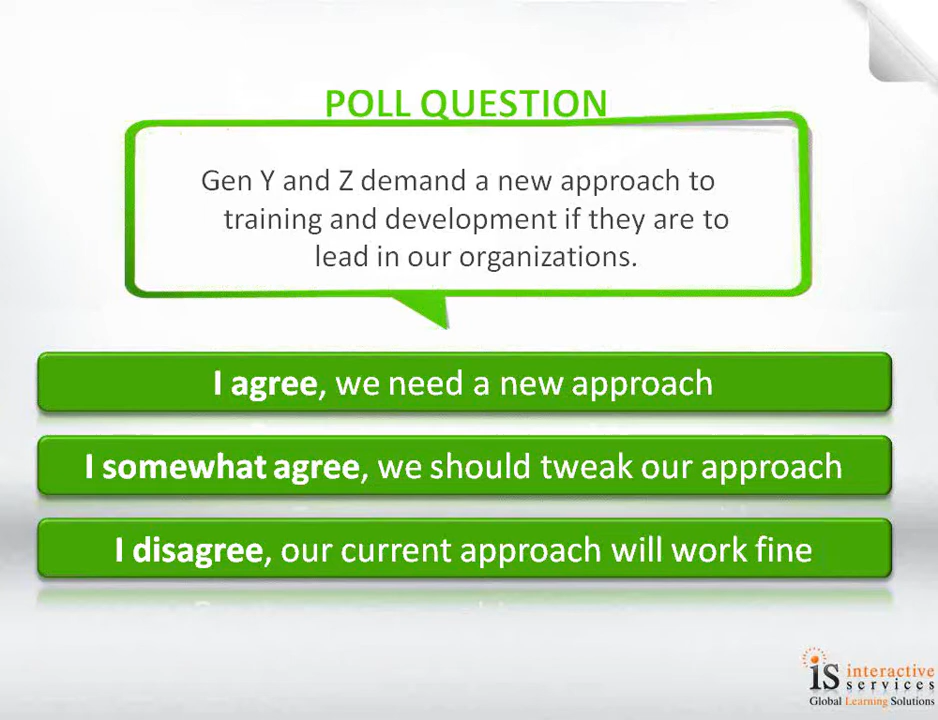 POLL QUESTION
Gen Y and Z demand a new approach to
training and development if they are to
lead in our organizations.
I agree, we need a new approach
I somewhat agree, we should tweak our approach
I disagree, our current approach will work fine
is interactive
services
Global Learning Solutions